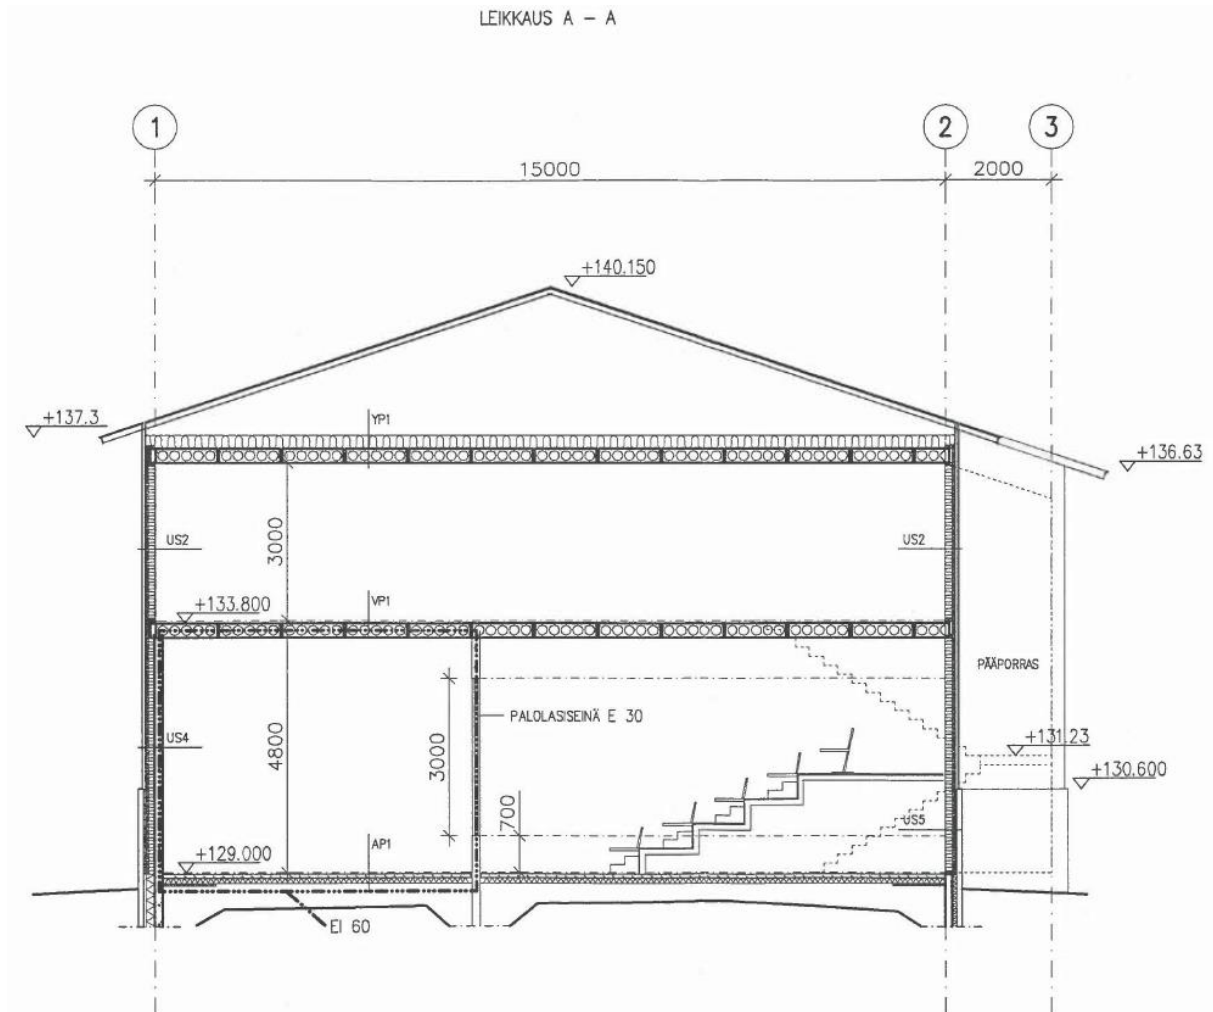 LEIKKAUS A – A
1
2
3
15000
2000
+140.150
+137.3
YP1
+136.63
3000
US2
US2
+133.800
VP1
PÄÄPORRAS
PALOLASISEINÄ E 30
US4
4800
3000
+131.23
+130.600
700
US5
+129.000
AP1
EI 60